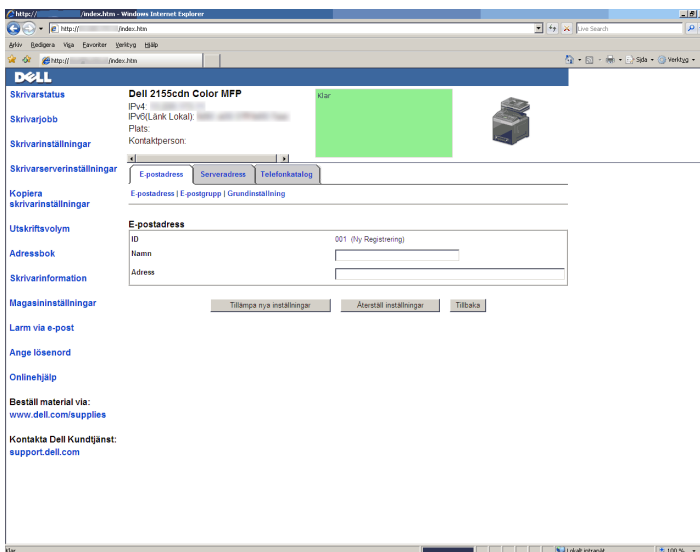 http:// /index.htm - Windows Internet Explorer
http:// /index.htm
Live Search
Arkiv Redigera Visa Favoriter Verktyg Hjälp
http:// /index.htm
Sida
Verktyg
DELL
Skrivarstatus
Skrivarjobb
Skrivarinställningar
Skrivarserverinställningar
Kopiera
skrivarinställningar
Utskriftsvolym
Adressbok
Skrivarinformation
Magasininställningar
Larm via e-post
Ange lösenord
Onlinehjälp
Beställ material via:
www.dell.com/supplies
Kontakta Dell Kundtjänst:
support.dell.com
Dell 2155cdn Color MFP
IPv4:
IPv6(Länk Lokal):
Plats:
Kontaktperson:
Klar
E-postadress Serveradress Telefonkatalog
E-postadress | E-postgrupp | Grundinställning
E-postadress
ID 001 (Ny Registrering)
Namn
Adress
Tillämpa nya inställningar Återställ inställningar Tillbaka
Klar
Lokalt intranät
100 %